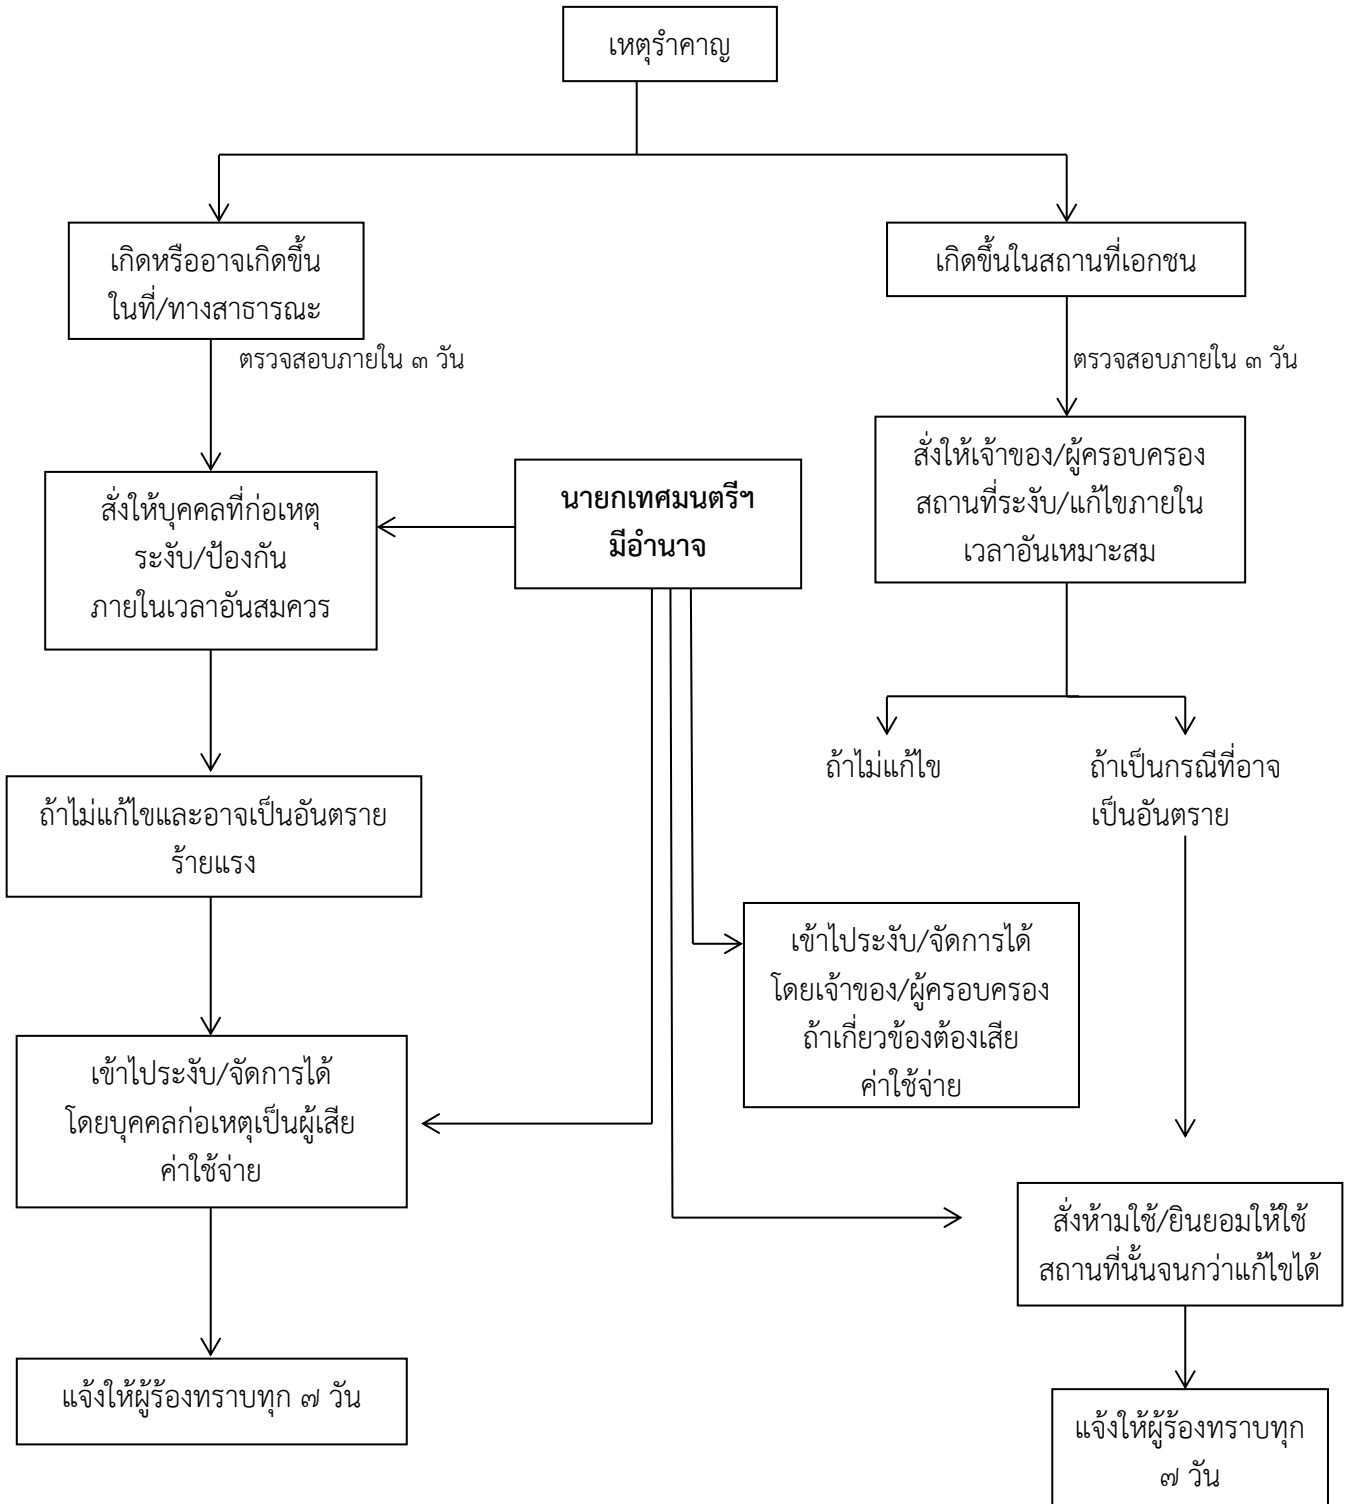 เหตุรำคาญ
เกิดหรืออาจเกิดขึ้น
ในที่/ทางสาธารณะ
เกิดขึ้นในสถานที่เอกชน
ตรวจสอบภายใน ๓ วัน
ตรวจสอบภายใน ๓ วัน
สั่งให้บุคคลที่ก่อเหตุ
ระงับ/ป้องกัน
ภายในเวลาอันสมควร
นายกเทศมนตรีฯ
มีอำนาจ
สั่งให้เจ้าของ/ผู้ครอบครอง
สถานที่ระงับ/แก้ไขภายใน
เวลาอันเหมาะสม
ถ้าไม่แก้ไข
ถ้าเป็นกรณีที่อาจ
เป็นอันตราย
ถ้าไม่แก้ไขและอาจเป็นอันตราย
ร้ายแรง
เข้าไประงับ/จัดการได้
โดยเจ้าของ/ผู้ครอบครอง
ถ้าเกี่ยวข้องต้องเสีย
ค่าใช้จ่าย
เข้าไประงับ/จัดการได้
โดยบุคคลก่อเหตุเป็นผู้เสีย
ค่าใช้จ่าย
สั่งห้ามใช้/ยินยอมให้ใช้
สถานที่นั้นจนกว่าแก้ไขได้
แจ้งให้ผู้ร้องทราบทุก ๗ วัน
แจ้งให้ผู้ร้องทราบทุก
๗ วัน